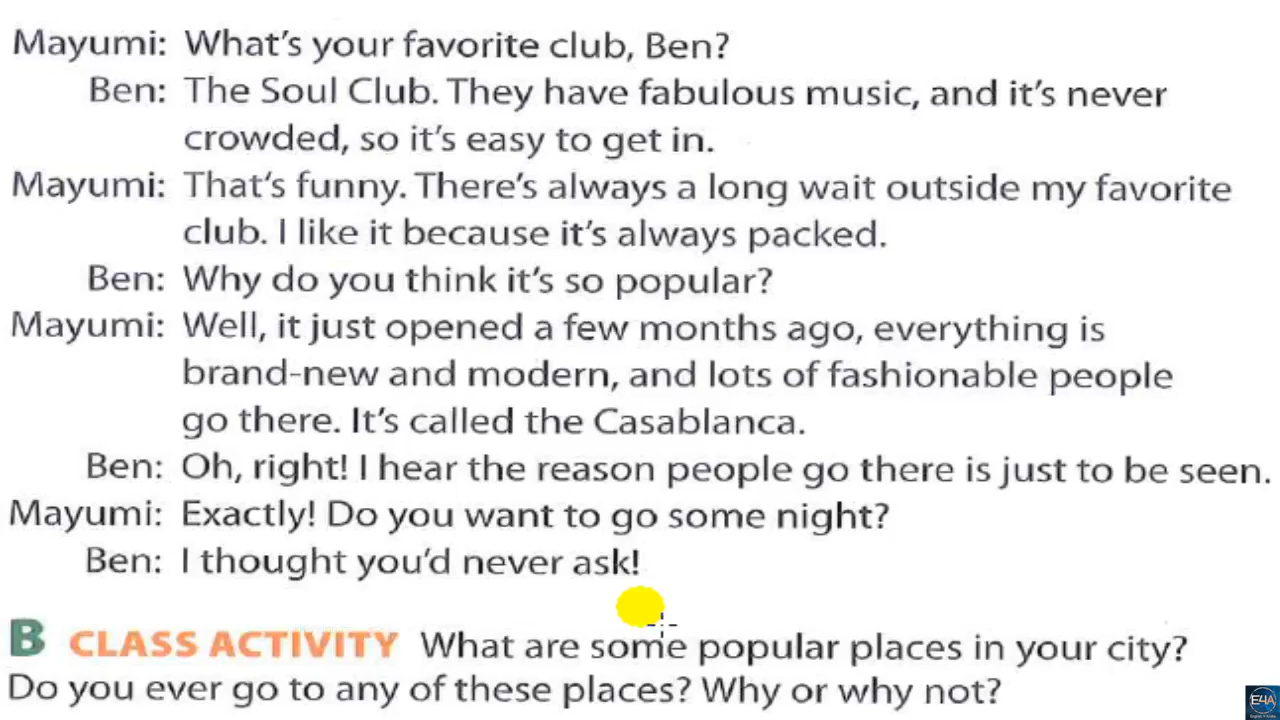 Mayumi: What's your favorite club, Ben?
Ben: The Soul Club. They have fabulous music, and it's never
crowded, so it's easy to get in.
Mayumi: That's funny. There's always a long wait outside my favorite
club. I like it because it's always packed.
Ben: Why do you think it's so popular?
Mayumi: Well, it just opened a few months ago, everything is
brand-new and modern, and lots of fashionable people
go there. It's called the Casablanca.
Ben: Oh, right! I hear the reason people go there is just to be seen.
Mayumi: Exactly! Do you want to go some night?
Ben: I thought you'd never ask!
B CLASS ACTIVITY What are some popular places in your city?
Do you ever go to any of these places? Why or why not?
E4A